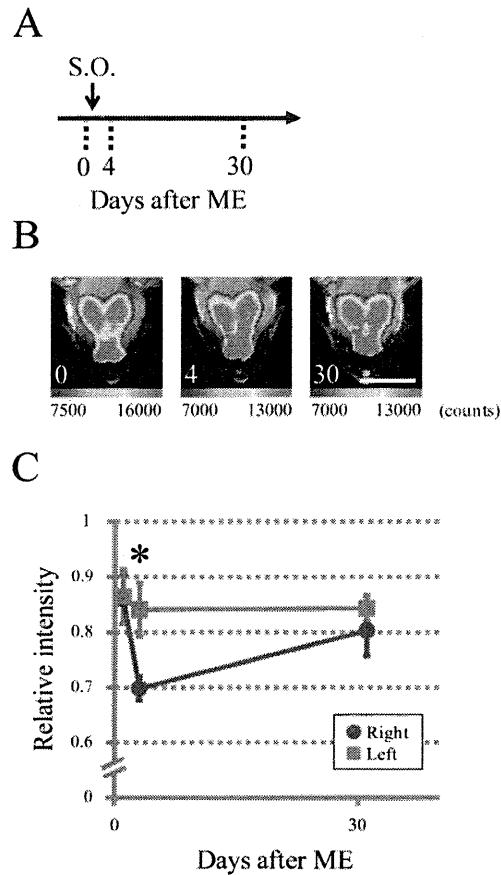 A
S.O.
0 4 30
Days after ME
B
0 4 30
7500 16000 7000 13000 7000 13000 (counts)
C
*
1
0.9
0.8
0.7
0.6
0
Relative intensity
Right
Left
0 30
Days after ME